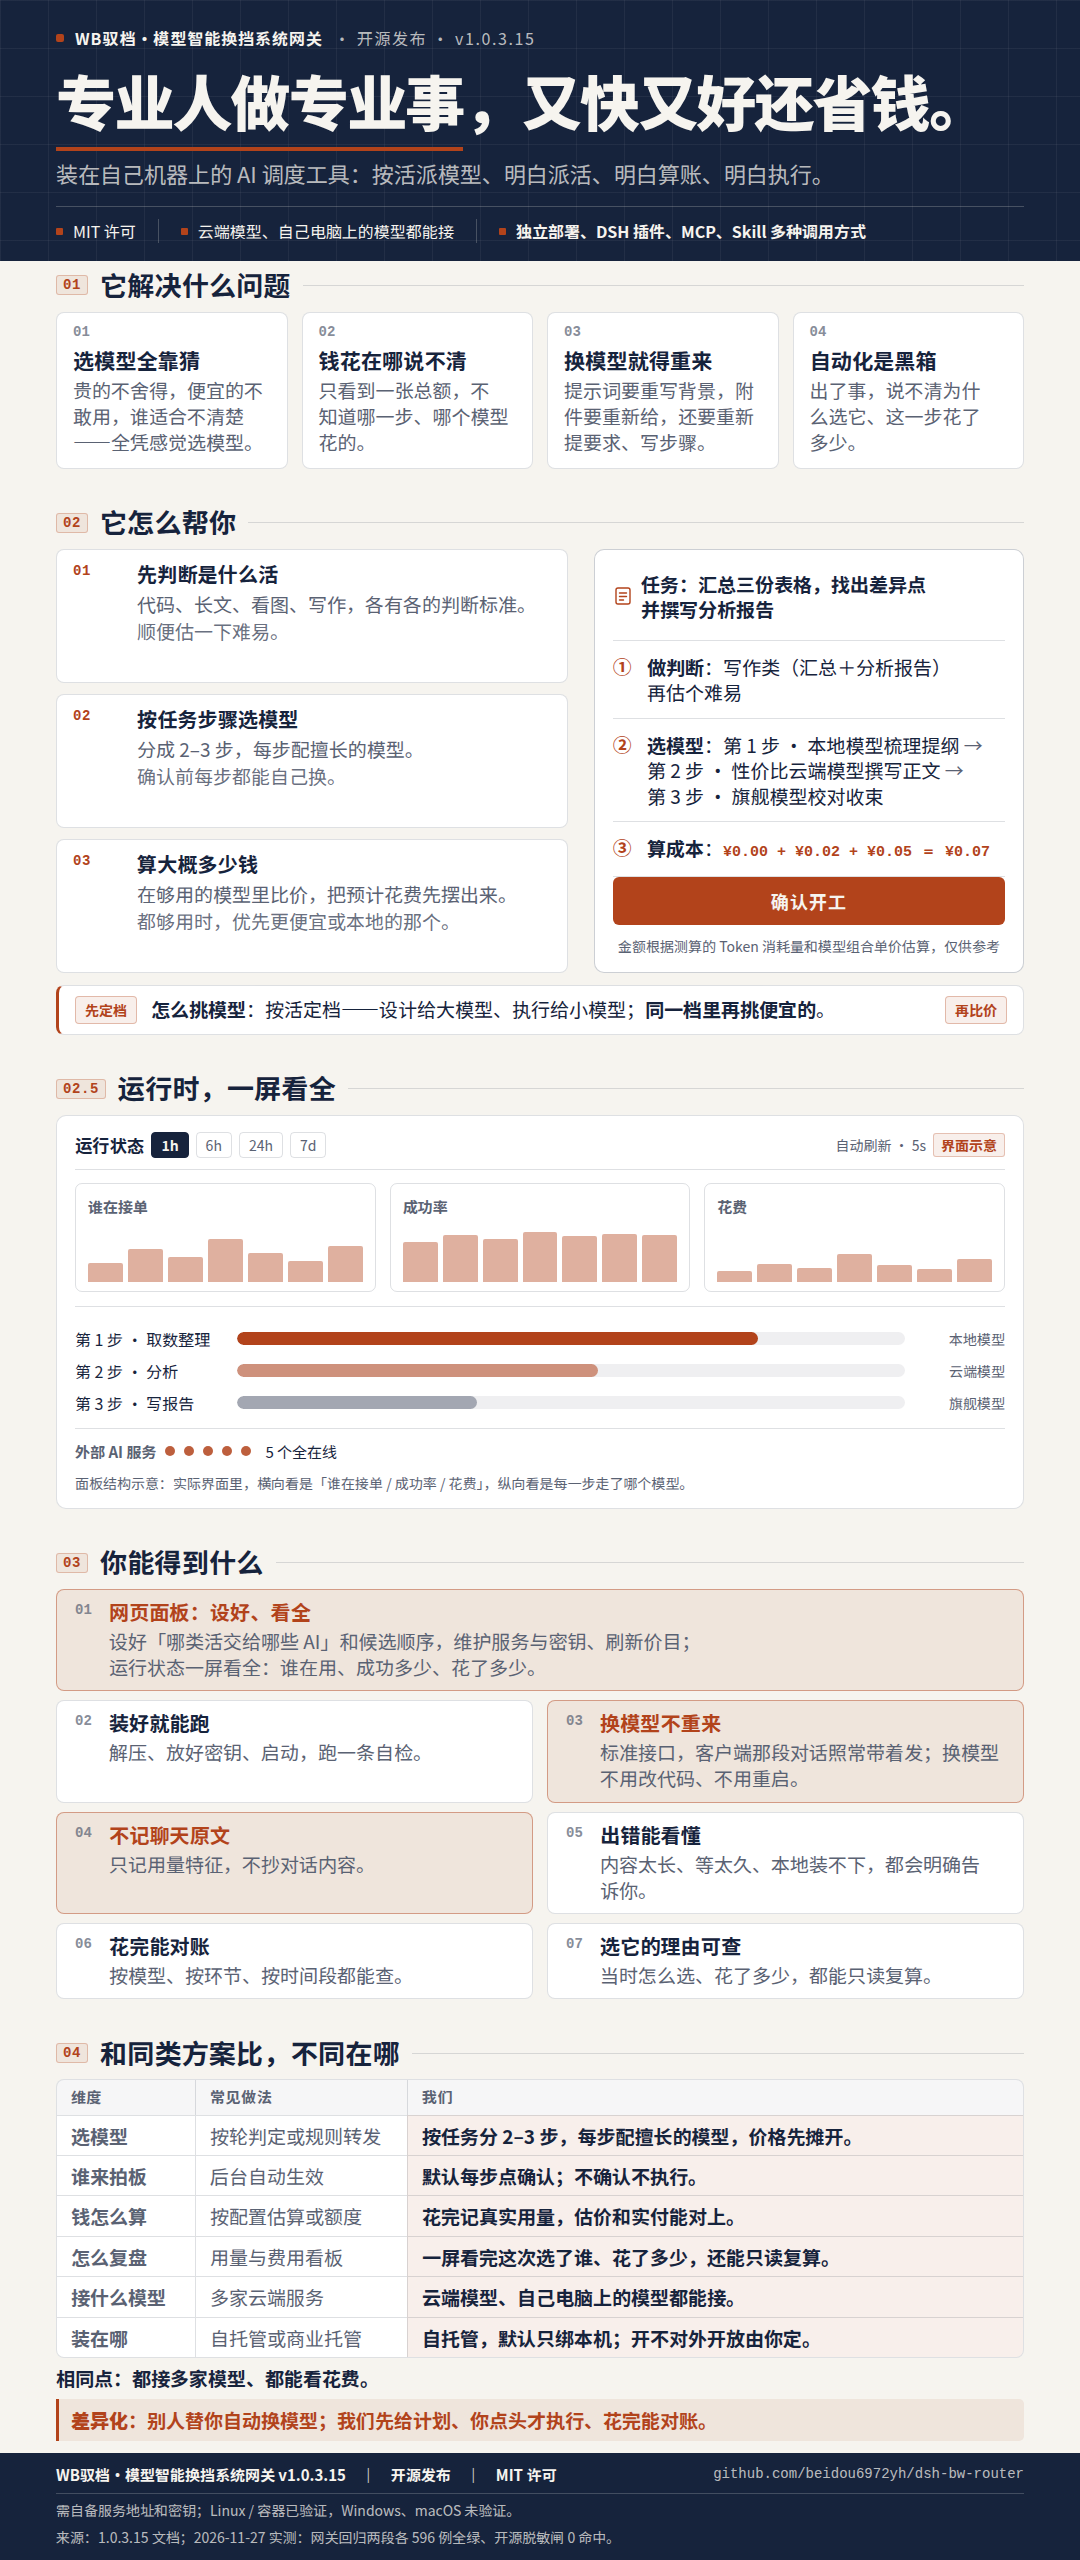 WB驭档 · 模型智能换挡系统网关 · 开源发布 · v1.0.3.15
专业人做专业事，又快又好还省钱。
装在自己机器上的 AI 调度工具：按活派模型、明白派活、明白算账、明白执行。
MIT 许可
云端模型、自己电脑上的模型都能接
独立部署、DSH 插件、MCP、Skill 多种调用方式
01 它解决什么问题
01
选模型全靠猜
贵的不舍得，便宜的不
敢用，谁适合不清楚
——全凭感觉选模型。
02
钱花在哪说不清
只看到一张总额，不
知道哪一步、哪个模型
花的。
03
换模型就得重来
提示词要重写背景，附
件要重新给，还要重新
提要求、写步骤。
04
自动化是黑箱
出了事，说不清为什
么选它、这一步花了
多少。
02 它怎么帮你
01 先判断是什么活
代码、长文、看图、写作，各有各的判断标准。
顺便估一下难易。
02 按任务步骤选模型
分成 2–3 步，每步配擅长的模型。
确认前每步都能自己换。
03 算大概多少钱
在够用的模型里比价，把预计花费先摆出来。
都够用时，优先更便宜或本地的那个。
任务：汇总三份表格，找出差异点
并撰写分析报告
① 做判断：写作类（汇总＋分析报告）
再估个难易
② 选模型：第 1 步 · 本地模型梳理提纲 →
第 2 步 · 性价比云端模型撰写正文 →
第 3 步 · 旗舰模型校对收束
③ 算成本：¥0.00 + ¥0.02 + ¥0.05 = ¥0.07
确认开工
金额根据测算的 Token 消耗量和模型组合单价估算，仅供参考
先定档 怎么挑模型：按活定档——设计给大模型、执行给小模型；同一档里再挑便宜的。 再比价
02.5 运行时，一屏看全
运行状态 1h 6h 24h 7d 自动刷新 · 5s 界面示意
谁在接单
成功率
花费
第 1 步 · 取数整理 本地模型
第 2 步 · 分析 云端模型
第 3 步 · 写报告 旗舰模型
外部 AI 服务 5 个全在线
面板结构示意：实际界面里，横向看是「谁在接单 / 成功率 / 花费」，纵向看是每一步走了哪个模型。
03 你能得到什么
01 网页面板：设好、看全
设好「哪类活交给哪些 AI」和候选顺序，维护服务与密钥、刷新价目；
运行状态一屏看全：谁在用、成功多少、花了多少。
02 装好就能跑
解压、放好密钥、启动，跑一条自检。
03 换模型不重来
标准接口，客户端那段对话照常带着发；换模型
不用改代码、不用重启。
04 不记聊天原文
只记用量特征，不抄对话内容。
05 出错能看懂
内容太长、等太久、本地装不下，都会明确告
诉你。
06 花完能对账
按模型、按环节、按时间段都能查。
07 选它的理由可查
当时怎么选、花了多少，都能只读复算。
04 和同类方案比，不同在哪
维度 常见做法 我们
选模型 按轮判定或规则转发 按任务分 2–3 步，每步配擅长的模型，价格先摊开。
谁来拍板 后台自动生效 默认每步点确认；不确认不执行。
钱怎么算 按配置估算或额度 花完记真实用量，估价和实付能对上。
怎么复盘 用量与费用看板 一屏看完这次选了谁、花了多少，还能只读复算。
接什么模型 多家云端服务 云端模型、自己电脑上的模型都能接。
装在哪 自托管或商业托管 自托管，默认只绑本机；开不对外开放由你定。
相同点：都接多家模型、都能看花费。
差异化：别人替你自动换模型；我们先给计划、你点头才执行、花完能对账。
WB驭档 · 模型智能换挡系统网关 v1.0.3.15 | 开源发布 | MIT 许可 github.com/beidou6972yh/dsh-bw-router
需自备服务地址和密钥；Linux / 容器已验证，Windows、macOS 未验证。
来源：1.0.3.15 文档；2026-11-27 实测：网关回归两段各 596 例全绿、开源脱敏闸 0 命中。